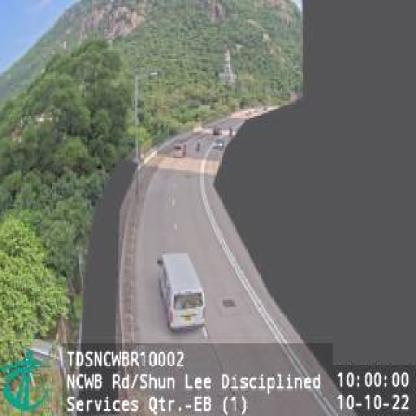 TDSNCWBR10002
NCWB Rd/Shun Lee Disciplined
Services Qtr.-EB (1)
10:00:00
10-10-22